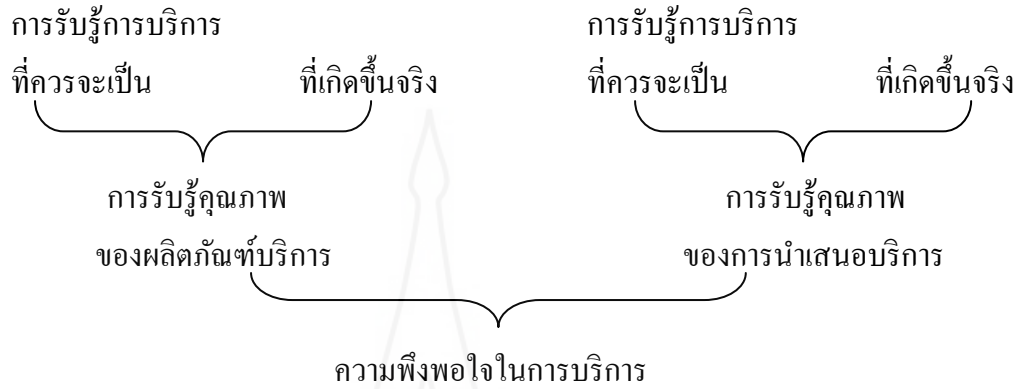 การรับรู้การบริการ การรับรู้การบริการ
ที่ควรจะเป็น ที่เกิดขึ้นจริง ที่ควรจะเป็น ที่เกิดขึ้นจริง
การรับรู้คุณภาพ การรับรู้คุณภาพ
ของผลิตภัณฑ์บริการ ของการนำเสนอบริการ
ความพึงพอใจในการบริการ